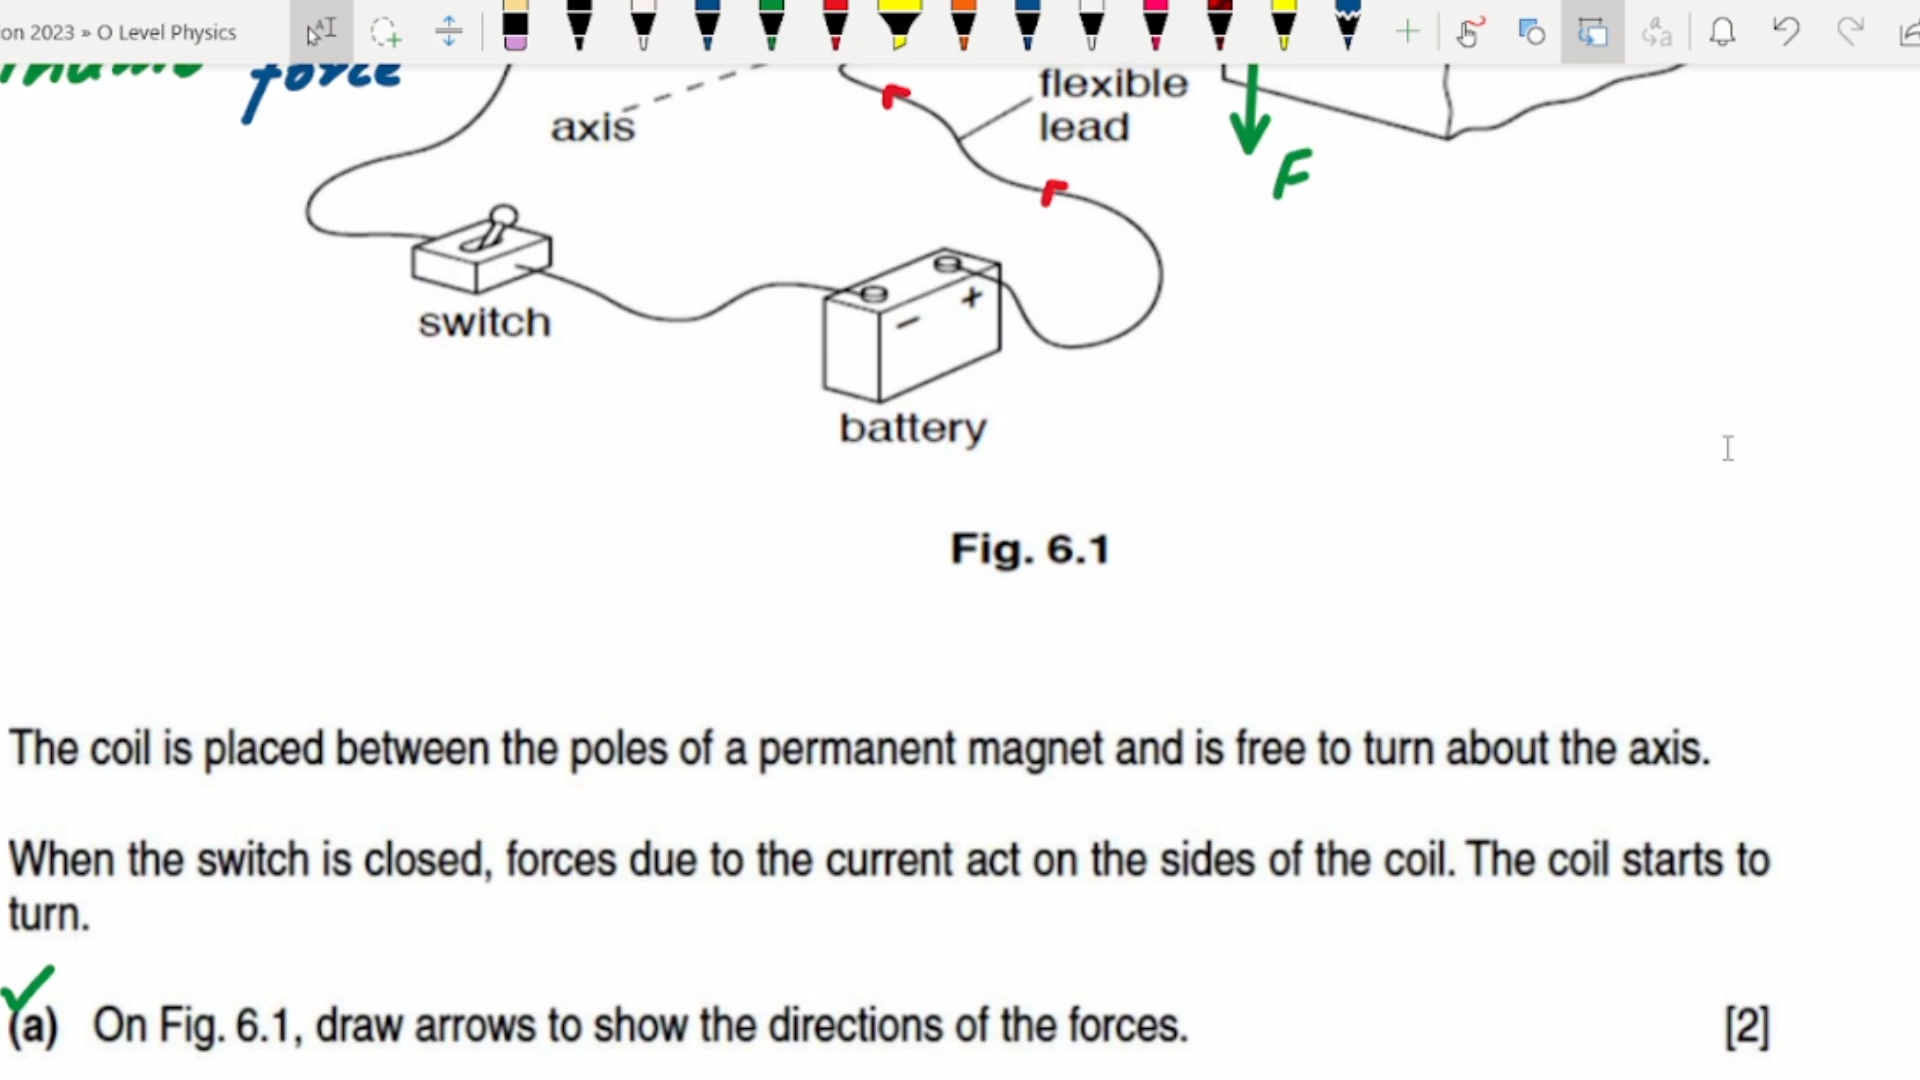 on 2023 » O Level Physics
force
axis
flexible
lead
F
switch
battery
Fig. 6.1
The coil is placed between the poles of a permanent magnet and is free to turn about the axis.
When the switch is closed, forces due to the current act on the sides of the coil. The coil starts to
turn.
(a) On Fig. 6.1, draw arrows to show the directions of the forces. [2]